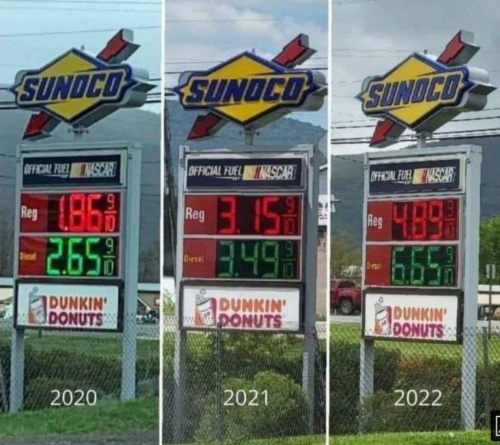 SUNOCO
OFFICIAL FUEL NASCAR
Reg 1.86 9/10
Diesel 2.65 9/10
DUNKIN'
DONUTS
2020
SUNOCO
OFFICIAL FUEL NASCAR
Reg 3.15 9/10
Diesel 3.49 9/10
DUNKIN'
DONUTS
2021
SUNOCO
OFFICIAL FUEL NASCAR
Reg 4.89 9/10
Diesel 6.65 9/10
DUNKIN'
DONUTS
2022